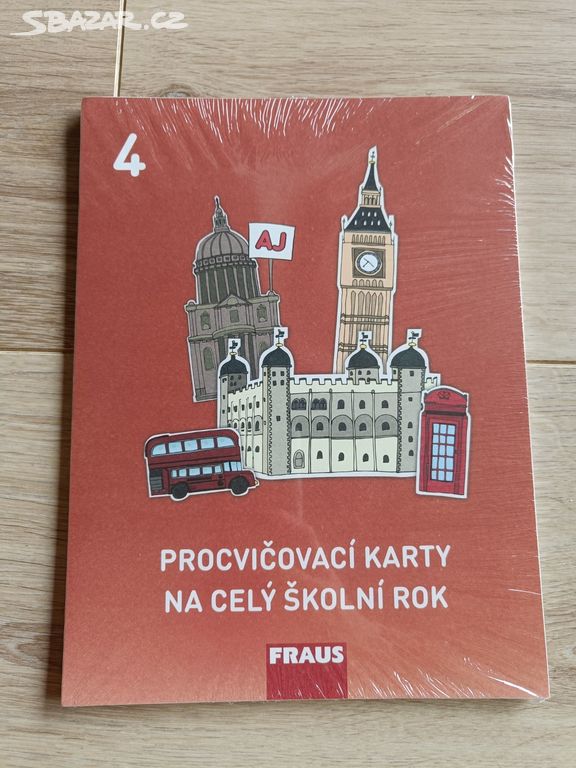 SBAZAR.CZ
4
AJ
PROCVIČOVACÍ KARTY
NA CELÝ ŠKOLNÍ ROK
FRAUS